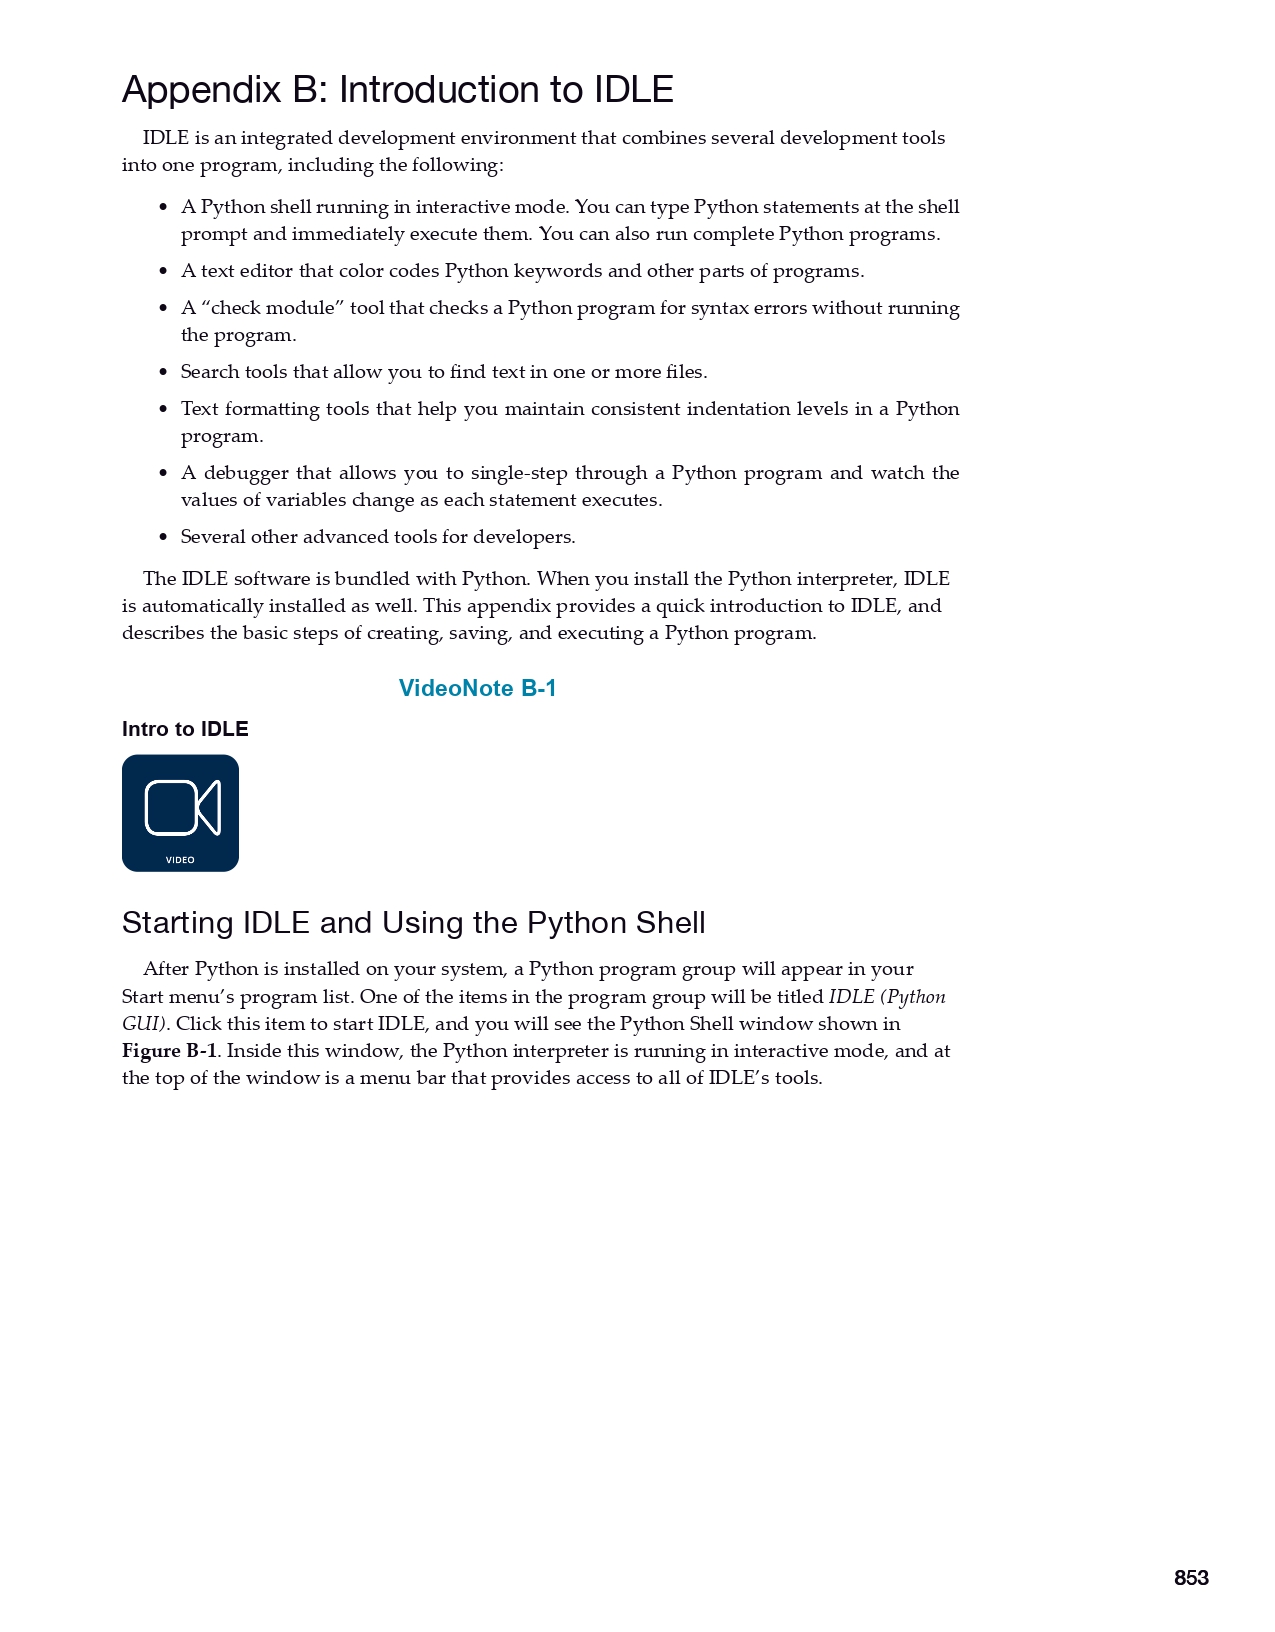 Appendix B: Introduction to IDLE
IDLE is an integrated development environment that combines several development tools
into one program, including the following:
• A Python shell running in interactive mode. You can type Python statements at the shell
prompt and immediately execute them. You can also run complete Python programs.
• A text editor that color codes Python keywords and other parts of programs.
• A “check module” tool that checks a Python program for syntax errors without running
the program.
• Search tools that allow you to find text in one or more files.
• Text formatting tools that help you maintain consistent indentation levels in a Python
program.
• A debugger that allows you to single-step through a Python program and watch the
values of variables change as each statement executes.
• Several other advanced tools for developers.
The IDLE software is bundled with Python. When you install the Python interpreter, IDLE
is automatically installed as well. This appendix provides a quick introduction to IDLE, and
describes the basic steps of creating, saving, and executing a Python program.
VideoNote B-1
Intro to IDLE
VIDEO
Starting IDLE and Using the Python Shell
After Python is installed on your system, a Python program group will appear in your
Start menu’s program list. One of the items in the program group will be titled IDLE (Python
GUI). Click this item to start IDLE, and you will see the Python Shell window shown in
Figure B-1. Inside this window, the Python interpreter is running in interactive mode, and at
the top of the window is a menu bar that provides access to all of IDLE’s tools.
853